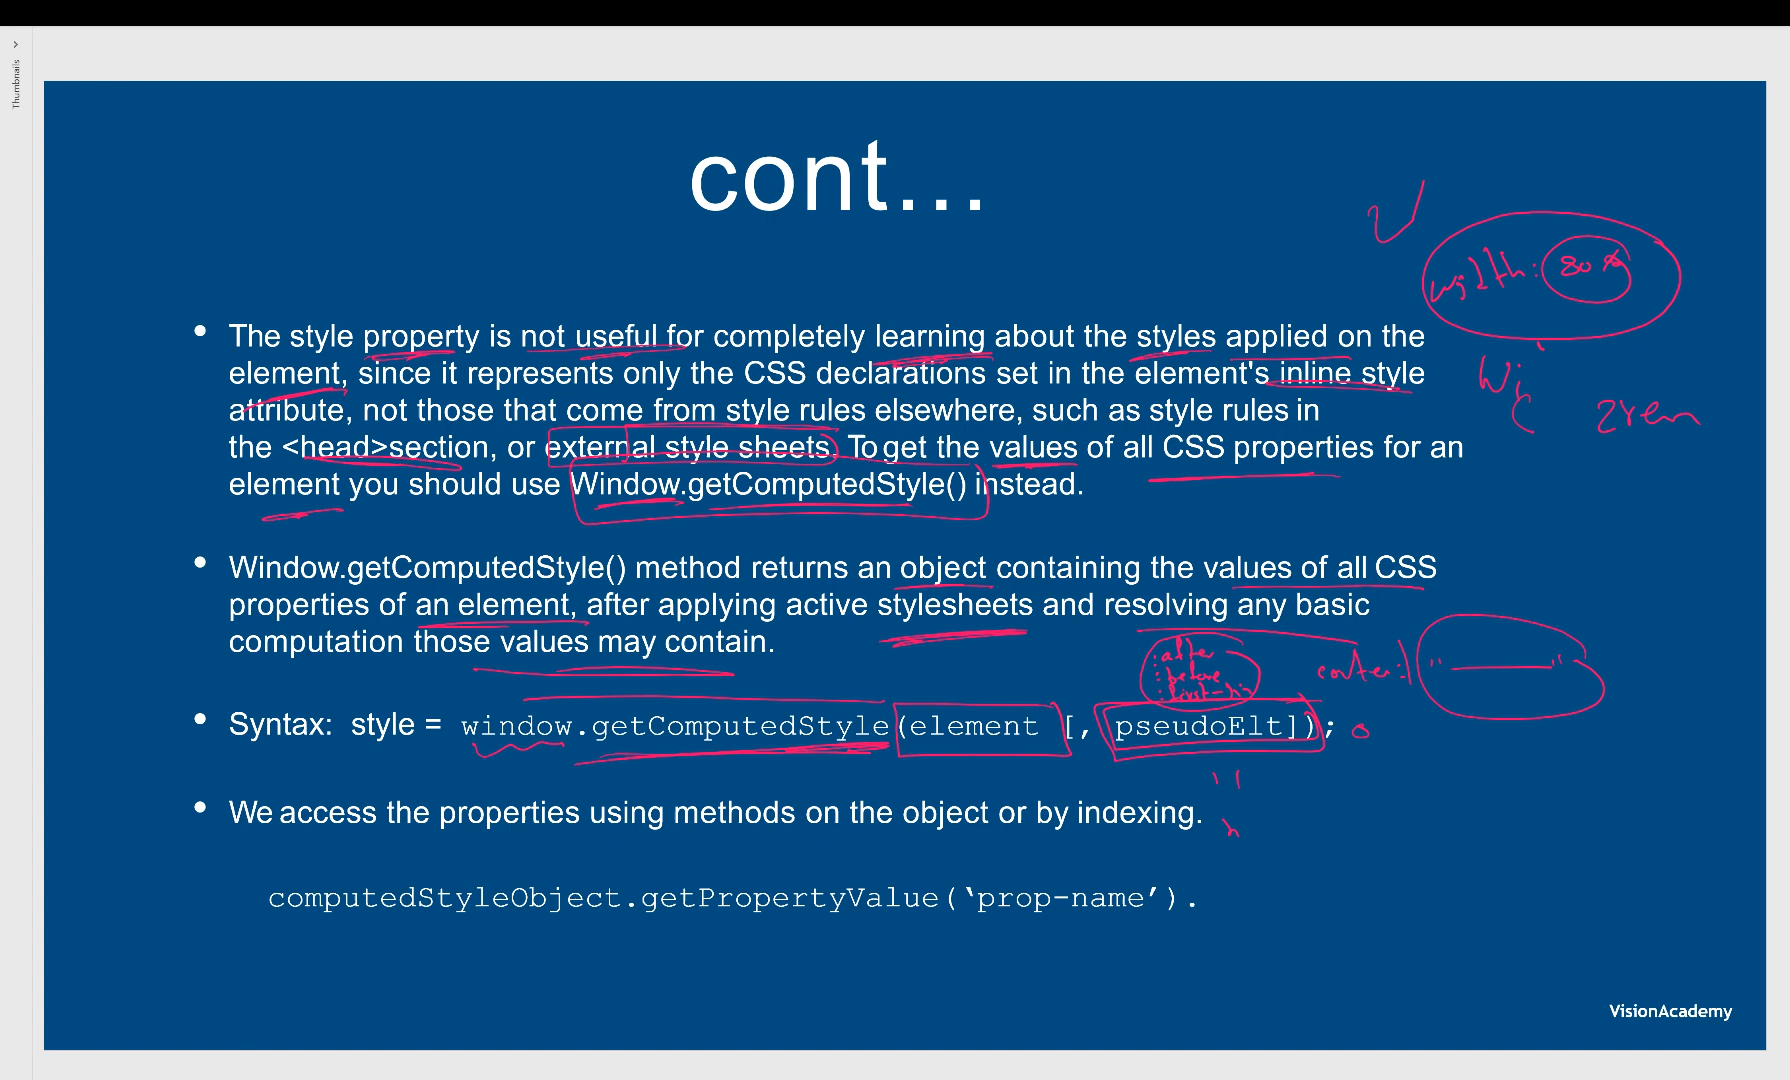 Thumbnails
cont...
width: 80%
• The style property is not useful for completely learning about the styles applied on the
element, since it represents only the CSS declarations set in the element's inline style
attribute, not those that come from style rules elsewhere, such as style rules in
the <head>section, or external style sheets. To get the values of all CSS properties for an
element you should use Window.getComputedStyle() instead.
• Window.getComputedStyle() method returns an object containing the values of all CSS
properties of an element, after applying active stylesheets and resolving any basic
computation those values may contain.
:after
:before
• Syntax: style = window.getComputedStyle(element [, pseudoElt]);
• We access the properties using methods on the object or by indexing.
computedStyleObject.getPropertyValue(‘prop-name’).
VisionAcademy